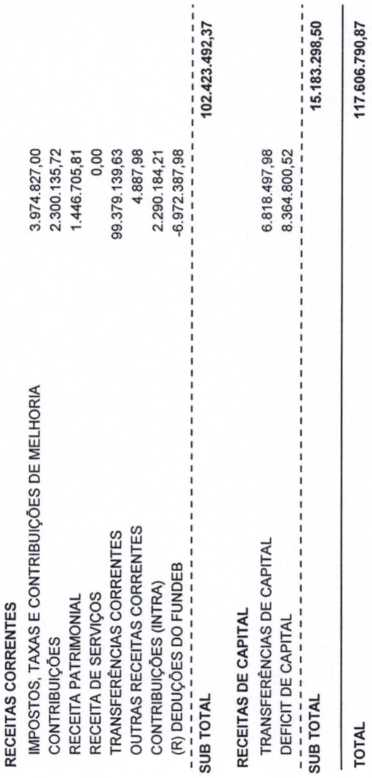 RECEITAS CORRENTES
IMPOSTOS, TAXAS E CONTRIBUIÇÕES DE MELHORIA 3.974.827,00
CONTRIBUIÇÕES 2.300.135,72
RECEITA PATRIMONIAL 1.446.705,81
RECEITA DE SERVIÇOS 0,00
TRANSFERÊNCIAS CORRENTES 99.379.139,63
OUTRAS RECEITAS CORRENTES 4.887,98
CONTRIBUIÇÕES (INTRA) 2.290.184,21
(R) DEDUÇÕES DO FUNDEB -6.972.387,98
SUB TOTAL 102.423.492,37
RECEITAS DE CAPITAL
TRANSFERÊNCIAS DE CAPITAL 6.818.497,98
DEFICIT DE CAPITAL 8.364.800,52
SUB TOTAL 15.183.298,50
TOTAL 117.606.790,87